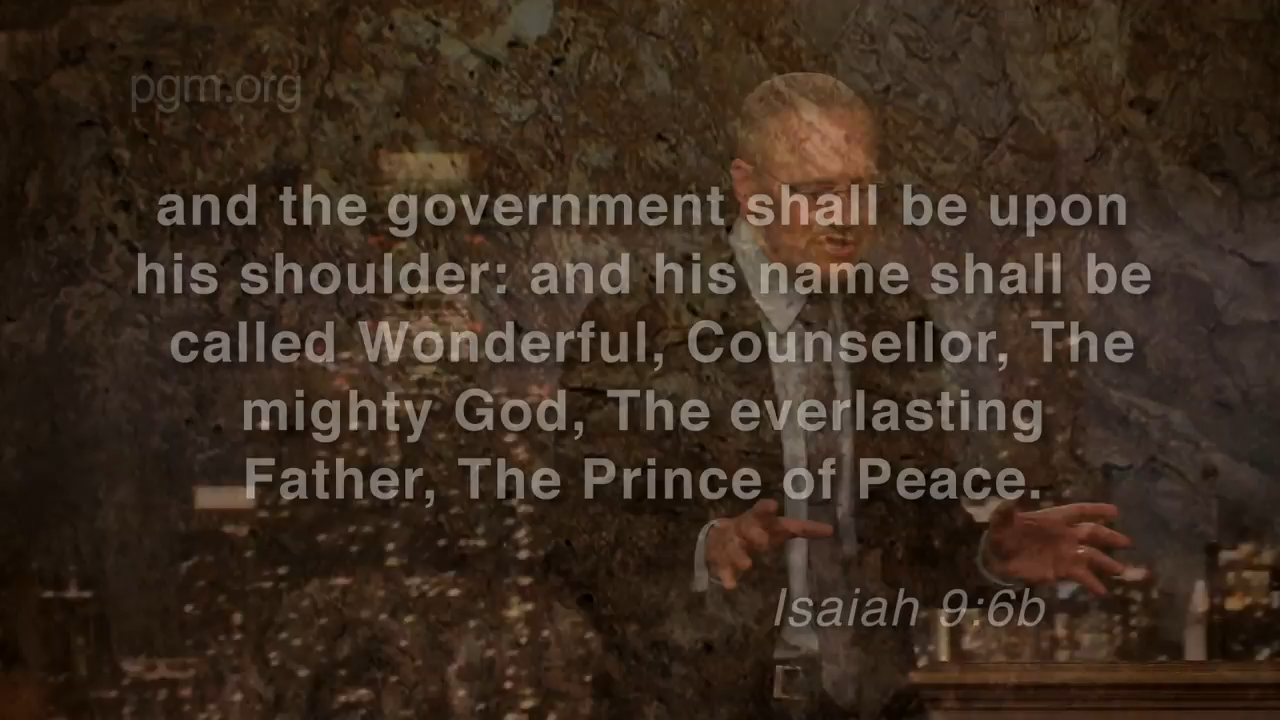 pgm.org
and the government shall be upon
his shoulder: and his name shall be
called Wonderful, Counsellor, The
mighty God, The everlasting
Father, The Prince of Peace.
Isaiah 9:6b